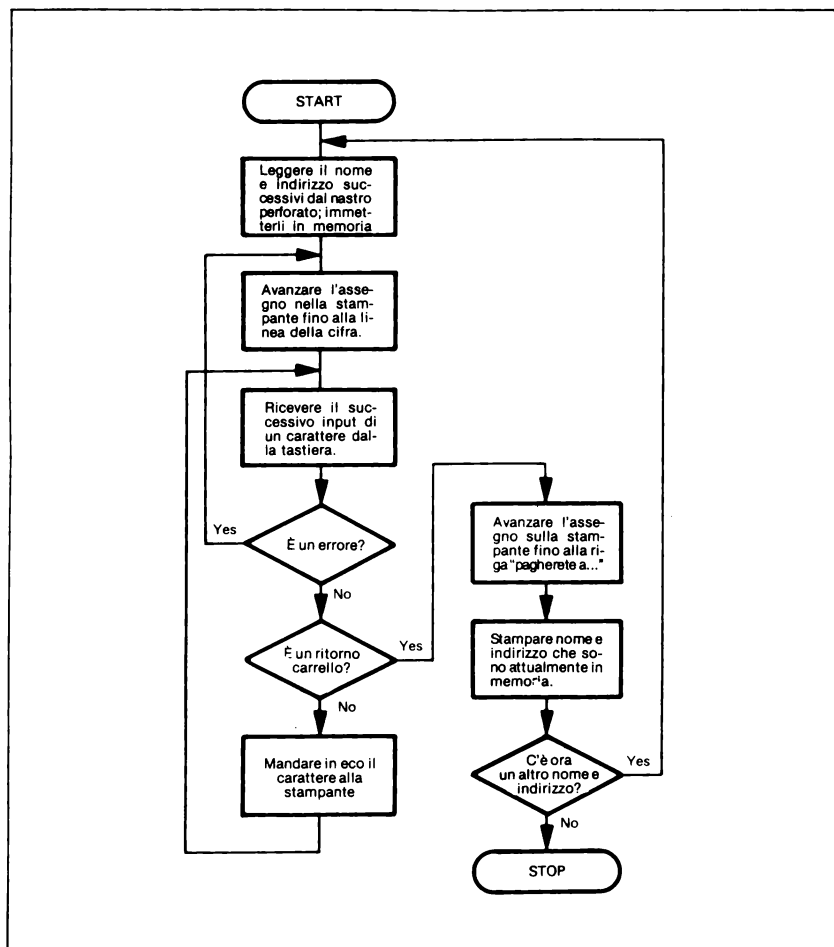 START
Leggere il nome
e indirizzo suc-
cessivi dal nastro
perforato; immet-
terli in memoria
Avanzare l'asse-
gno nella stam-
pante fino alla li-
nea della cifra.
Ricevere il suc-
cessivo input di
un carattere dal-
la tastiera.
Yes
È un errore?
No
È un ritorno
carrello?
Yes
No
Mandare in eco il
carattere alla
stampante
Avanzare l'asse-
gno sulla stam-
pante fino alla ri-
ga "pagherete a..."
Stampare nome e
indirizzo che so-
no attualmente in
memoria.
C'è ora
un altro nome e
indirizzo?
Yes
No
STOP